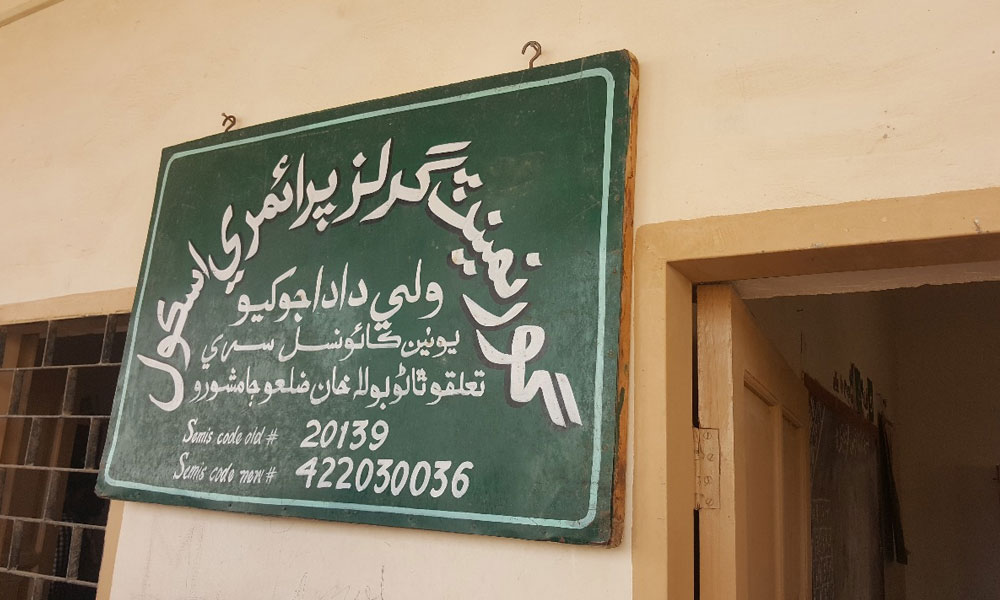 گورنمينٽ گرلز پرائمري اسڪول
ولي دادا جوکيو
يونين ڪائونسل سري
تعلقو ٿاڻو بولا خان ضلعو ڄامشورو
Semis code old # 20139
Semis code new # 422030036